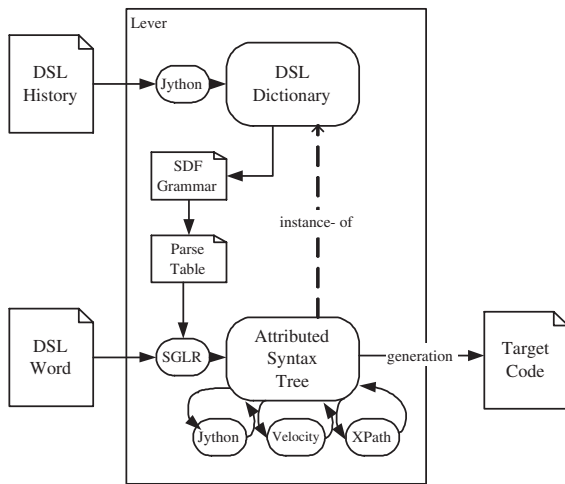 Lever
DSL
History
Jython
DSL
Dictionary
SDF
Grammar
instance- of
Parse
Table
DSL
Word
SGLR
Attributed
Syntax
Tree
generation
Target
Code
Jython
Velocity
XPath